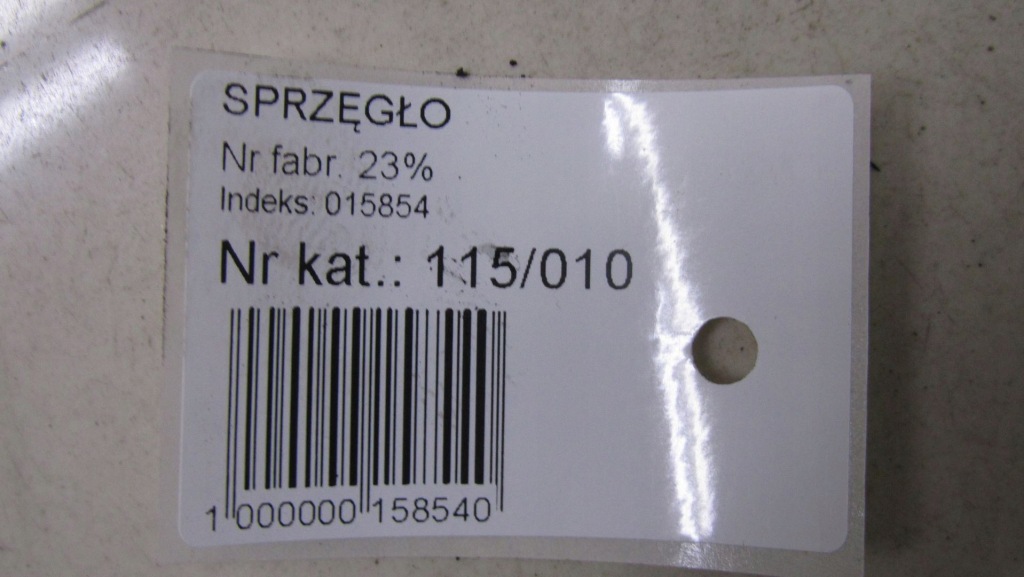 SPRZĘGŁO
Nr fabr. 23%
Indeks: 015854
Nr kat.: 115/010
1 000000 158540